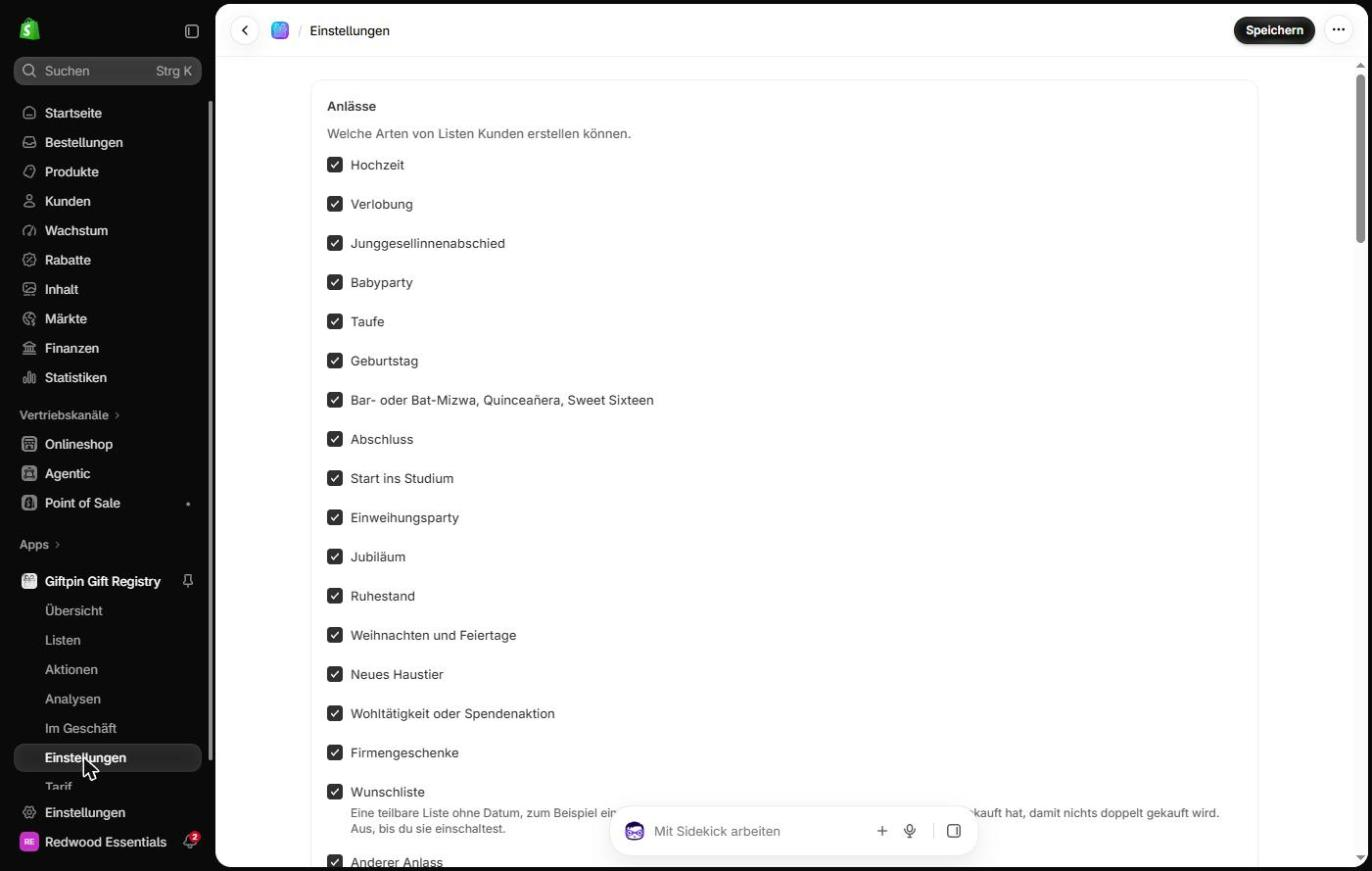 Suchen Strg K
Startseite
Bestellungen
Produkte
Kunden
Wachstum
Rabatte
Inhalt
Märkte
Finanzen
Statistiken
Vertriebskanäle
Onlineshop
Agentic
Point of Sale
Apps
Giftpin Gift Registry
Übersicht
Listen
Aktionen
Analysen
Im Geschäft
Einstellungen
Tarif
Einstellungen
RE Redwood Essentials 2
/ Einstellungen
Speichern
Anlässe
Welche Arten von Listen Kunden erstellen können.
Hochzeit
Verlobung
Junggesellinnenabschied
Babyparty
Taufe
Geburtstag
Bar- oder Bat-Mizwa, Quinceañera, Sweet Sixteen
Abschluss
Start ins Studium
Einweihungsparty
Jubiläum
Ruhestand
Weihnachten und Feiertage
Neues Haustier
Wohltätigkeit oder Spendenaktion
Firmengeschenke
Wunschliste
Eine teilbare Liste ohne Datum, zum Beispiel hat, damit nichts doppelt gekauft wird.
Aus, bis du sie einschaltest.
Mit Sidekick arbeiten
Anderer Anlass